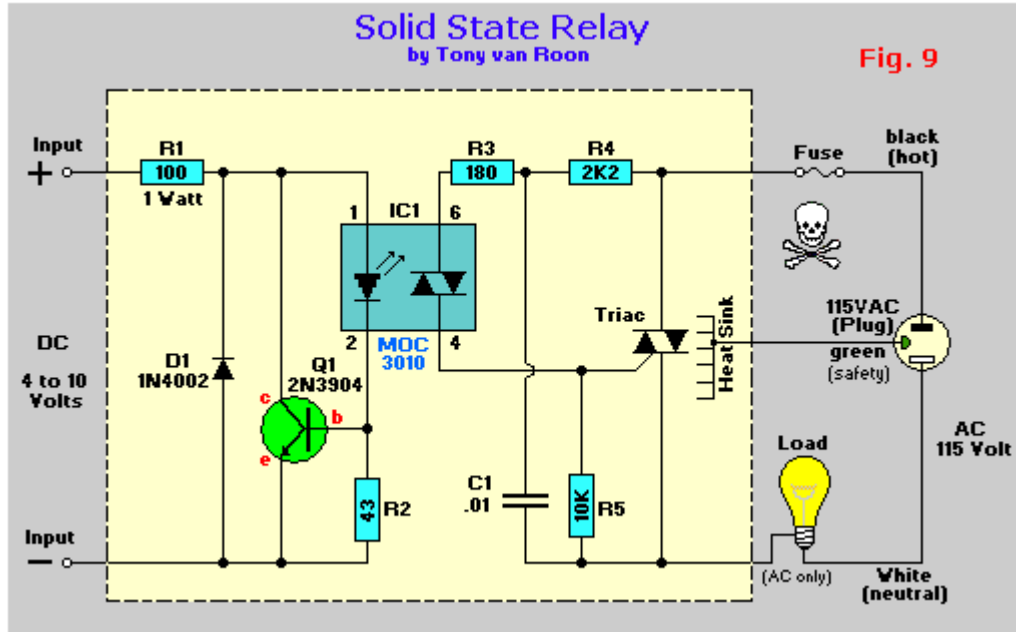 Solid State Relay
by Tony van Roon
Fig. 9
Input
+
R1
100
1 Watt
R3
180
R4
2K2
Fuse
black
(hot)
1
IC1
6
2
MOC
3010
4
Triac
Heat Sink
115VAC
(Plug)
green
(safety)
DC
4 to 10
Volts
D1
1N4002
Q1
2N3904
c
b
e
43
R2
C1
.01
10K
R5
Load
AC
115 Volt
Input
-
(AC only)
White
(neutral)